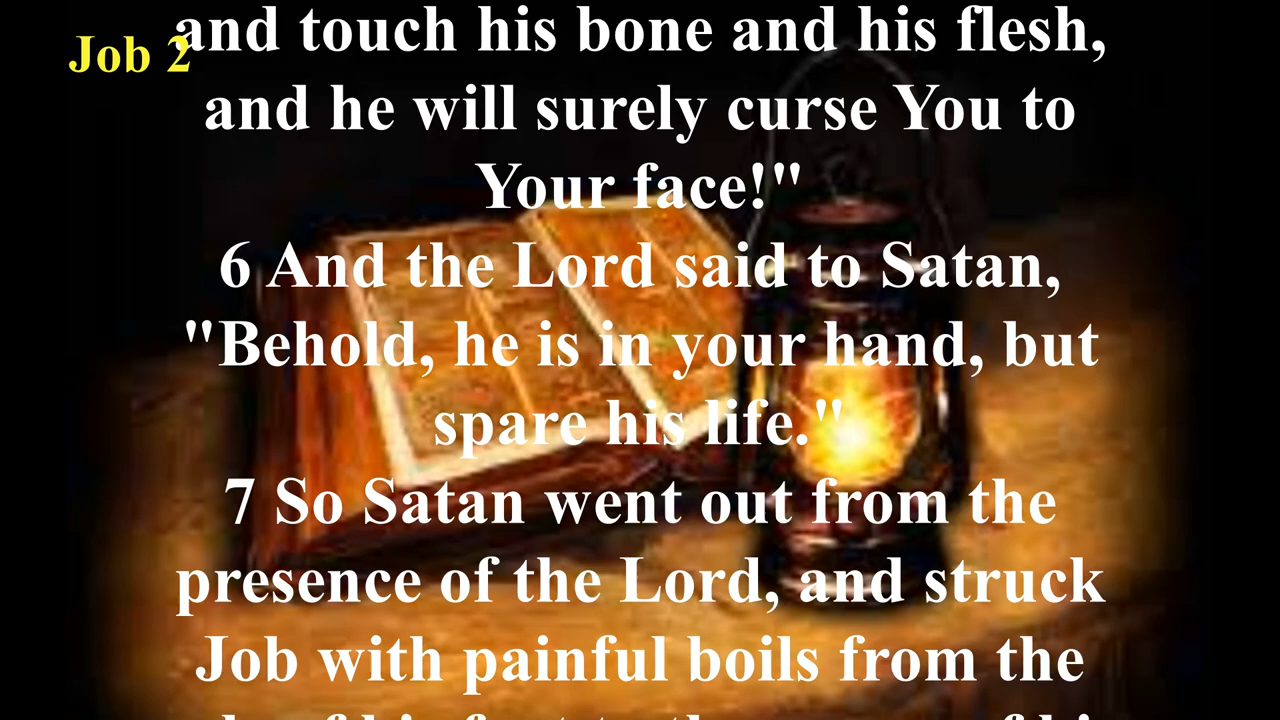 Job 2
and touch his bone and his flesh,
and he will surely curse You to
Your face!"
6 And the Lord said to Satan,
"Behold, he is in your hand, but
spare his life."
7 So Satan went out from the
presence of the Lord, and struck
Job with painful boils from the